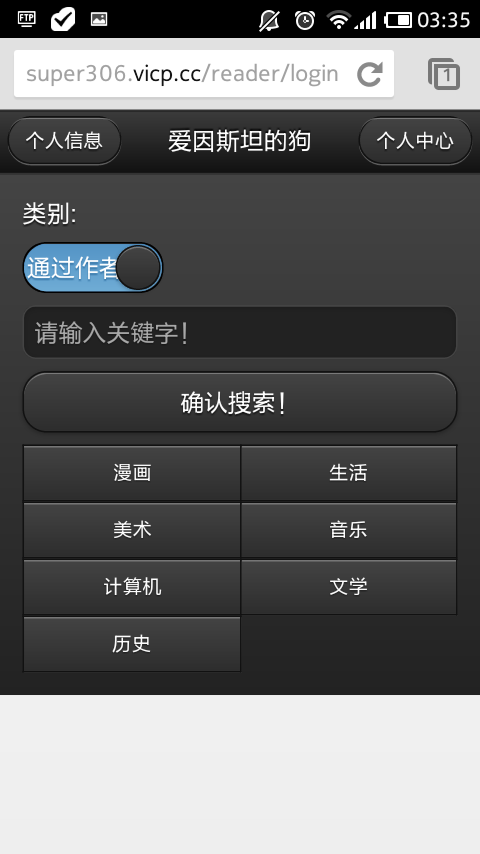 FTP
03:35
super306.vicp.cc/reader/login
1
个人信息
爱因斯坦的狗
个人中心
类别:
通过作者
请输入关键字！
确认搜索！
漫画
生活
美术
音乐
计算机
文学
历史